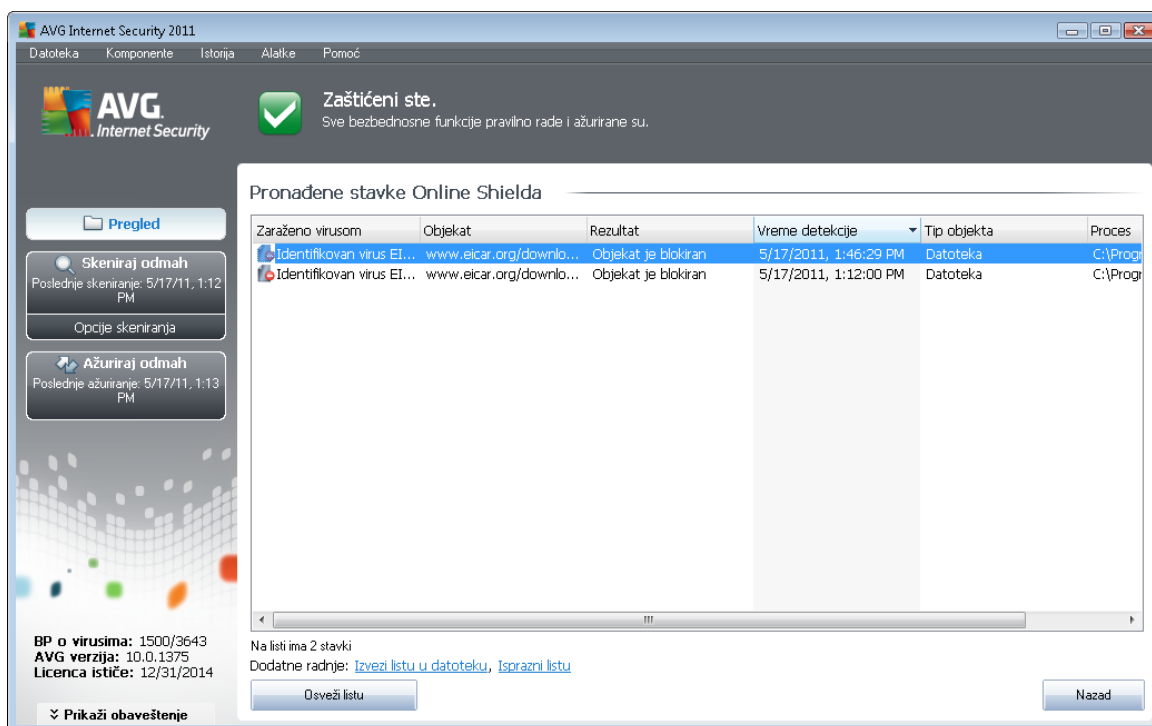 AVG Internet Security 2011
Datoteka Komponente Istorija Alatke Pomoć
AVG.
Internet Security
Zaštićeni ste.
Sve bezbednosne funkcije pravilno rade i ažurirane su.
Pregled
Skeniraj odmah
Poslednje skeniranje: 5/17/11, 1:12
PM
Opcije skeniranja
Ažuriraj odmah
Poslednje ažuriranje: 5/17/11, 1:13
PM
BP o virusima: 1500/3643
AVG verzija: 10.0.1375
Licenca ističe: 12/31/2014
Prikaži obaveštenje
Pronađene stavke Online Shielda
Zaraženo virusom Objekat Rezultat Vreme detekcije Tip objekta Proces
Identifikovan virus EI... www.eicar.org/downlo... Objekat je blokiran 5/17/2011, 1:46:29 PM Datoteka C:\Progr
Identifikovan virus EI... www.eicar.org/downlo... Objekat je blokiran 5/17/2011, 1:12:00 PM Datoteka C:\Progr
Na listi ima 2 stavki
Dodatne radnje: Izvezi listu u datoteku, Isprazni listu
Osveži listu
Nazad